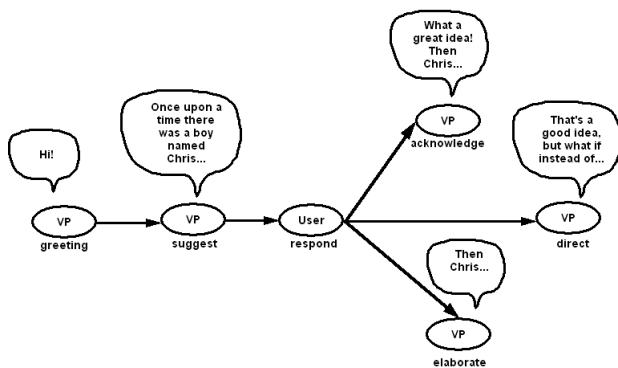 What a
great idea!
Then
Chris...
VP
acknowledge
Once upon a
time there
was a boy
named
Chris...
That's a
good idea,
but what if
instead of...
Hi!
VP
greeting
VP
suggest
User
respond
VP
direct
Then
Chris...
VP
elaborate